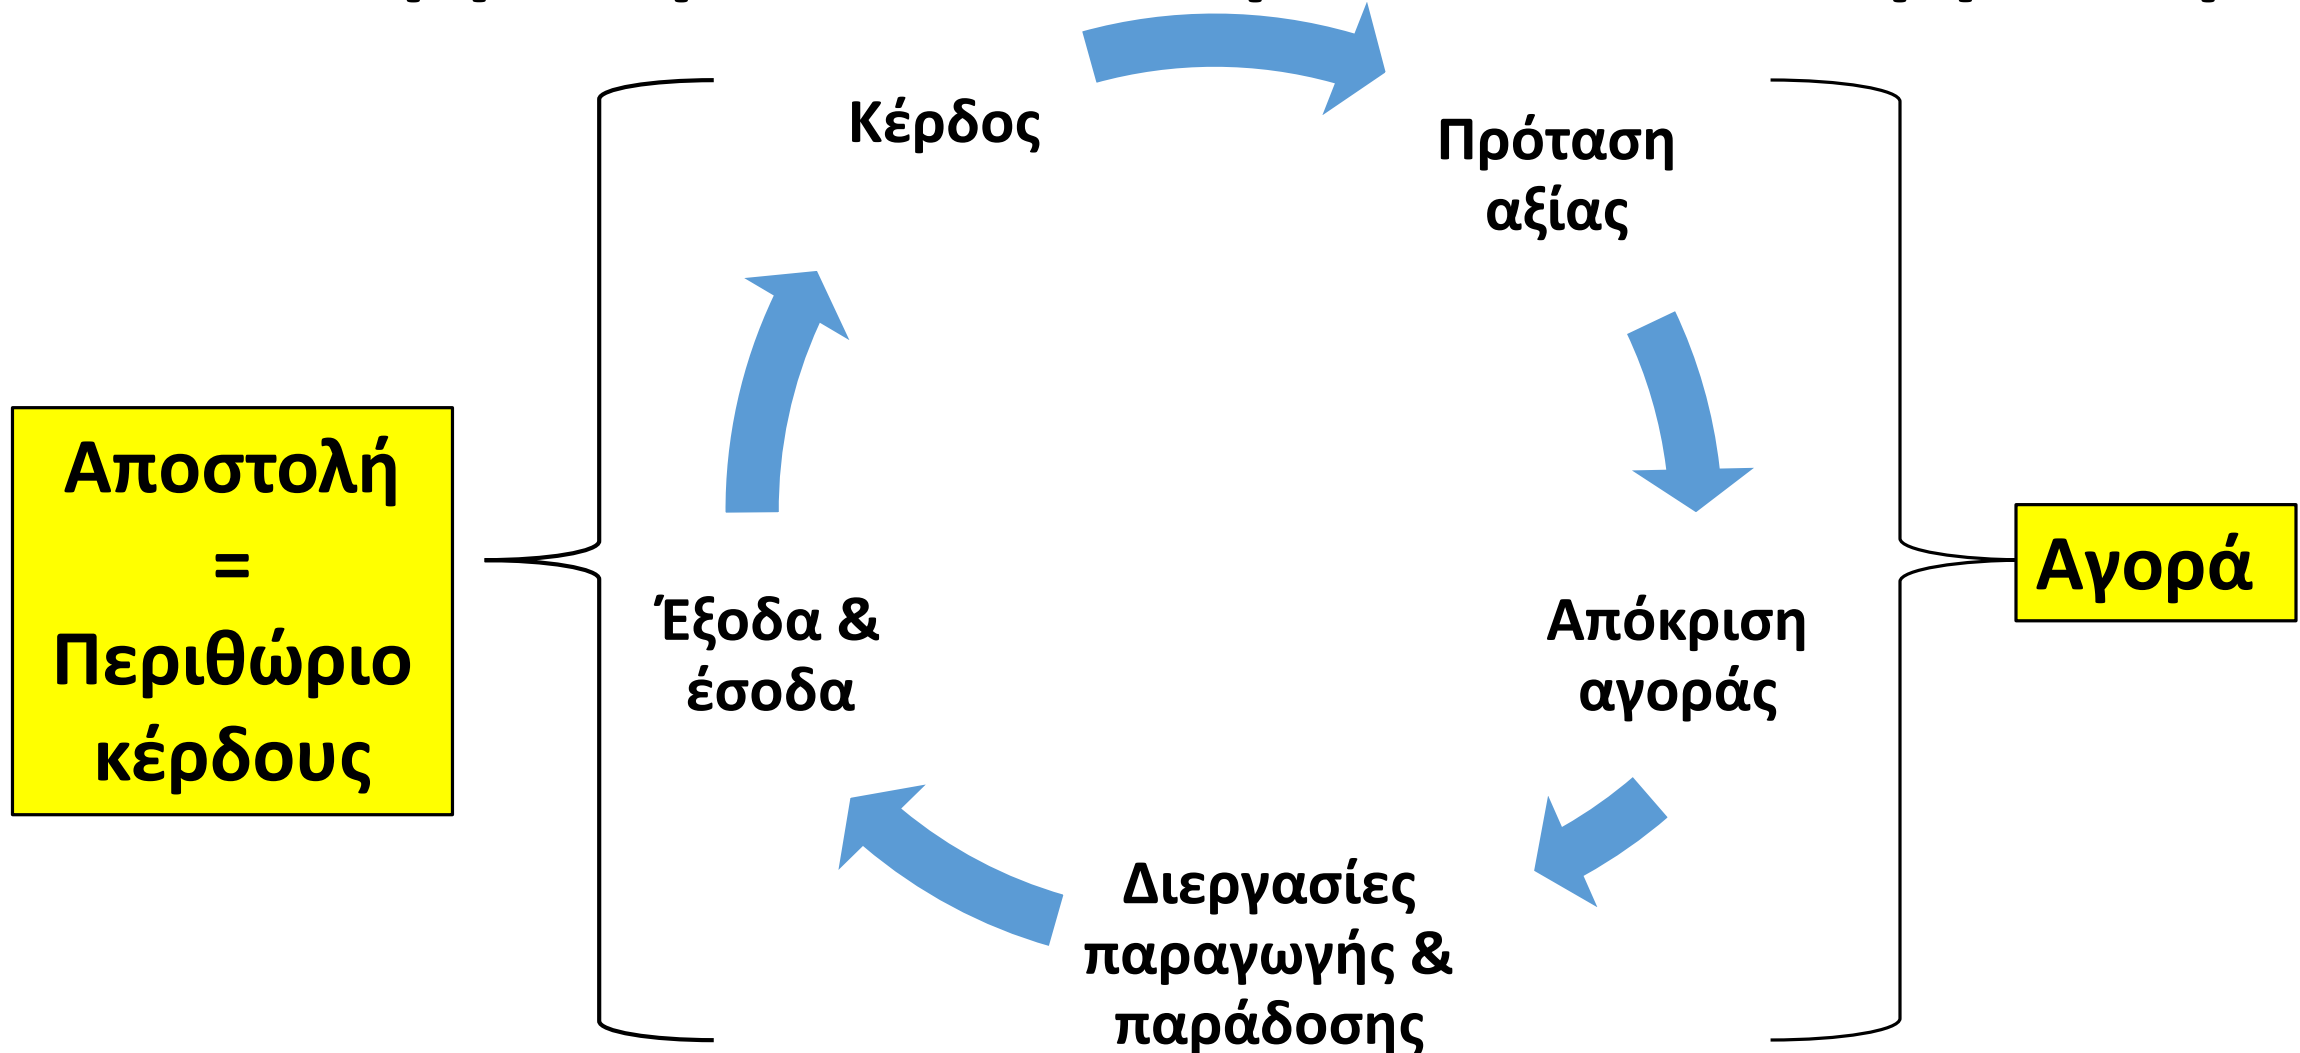 Κέρδος
Πρόταση
αξίας
Απόκριση
αγοράς
Διεργασίες
παραγωγής &
παράδοσης
Έξοδα &
έσοδα
Αποστολή
=
Περιθώριο
κέρδους
Αγορά